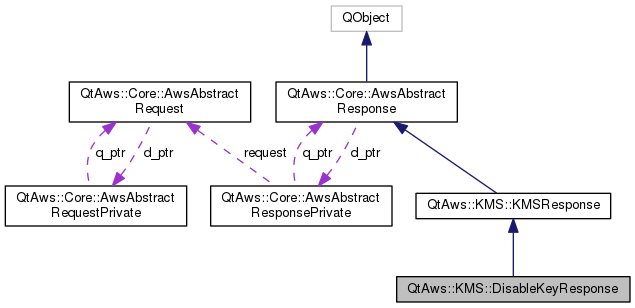 QObject
QtAws::Core::AwsAbstract
Request
QtAws::Core::AwsAbstract
Response
q_ptr
d_ptr
request
q_ptr
d_ptr
QtAws::Core::AwsAbstract
RequestPrivate
QtAws::Core::AwsAbstract
ResponsePrivate
QtAws::KMS::KMSResponse
QtAws::KMS::DisableKeyResponse